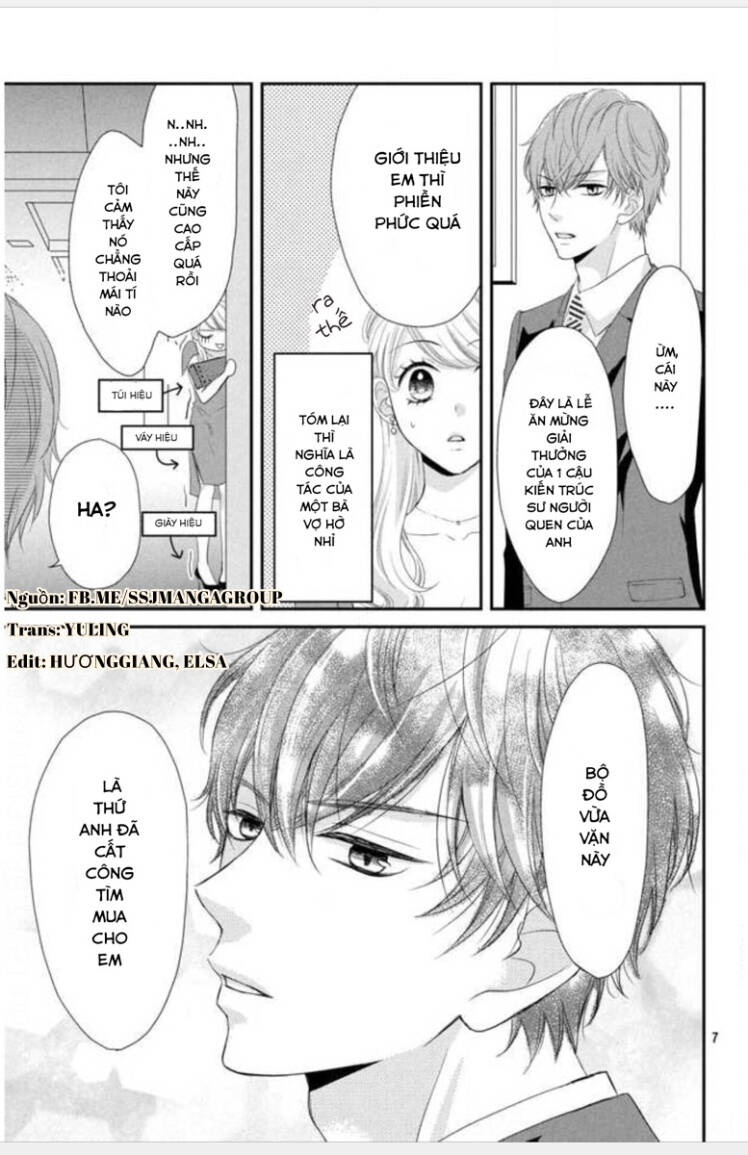 ỪM,
CÁI
NÀY
....
ĐÂY LÀ LỄ
ĂN MỪNG
GIẢI
THƯỞNG
CỦA 1 CẬU
KIẾN TRÚC
SƯ NGƯỜI
QUEN CỦA
ANH
GIỚI THIỆU
EM THÌ
PHIỀN
PHỨC QUÁ
ra
thế
TÓM LẠI
THÌ
NGHĨA LÀ
CÔNG
TÁC CỦA
MỘT BÀ
VỢ HỜ
NHỈ
N..NH.
..NH..
NHƯNG
THẾ
NÀY
CŨNG
CAO
CẤP
QUÁ
RỒI
TÔI
CẢM
THẤY
NÓ
CHẲNG
THOẢI
MÁI TÍ
NÀO
TÚI HIỆU
VÁY HIỆU
GIÀY HIỆU
HA?
Nguồn: FB.ME/SSJMANGAGROUP
Trans:YULING
Edit: HƯƠNGGIANG, ELSA
BỘ
ĐỒ
VỪA
VẶN
NÀY
LÀ
THỨ
ANH ĐÃ
CẤT
CÔNG
TÌM
MUA
CHO
EM
7